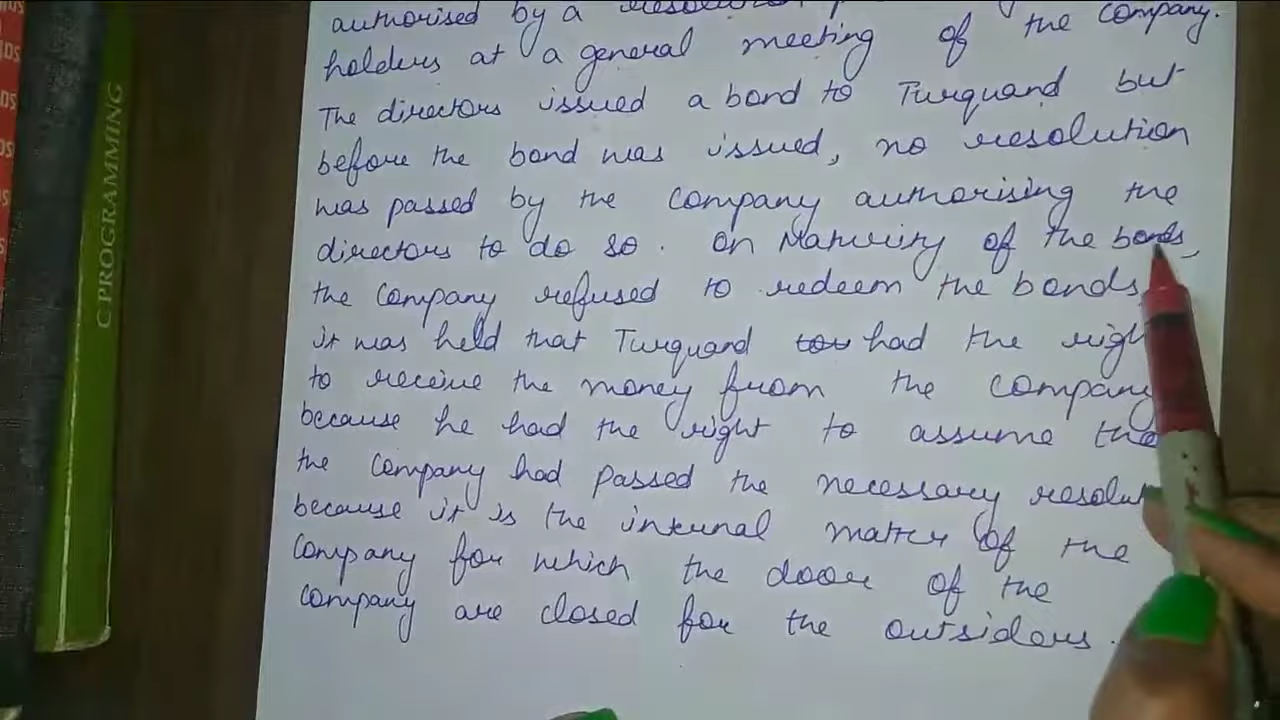 authorised by a
holders at a general meeting of the company.
The directors issued a bond to Turquand but
before the bond was issued, no resolution
was passed by the company authorising the
directors to do so. On Maturity of the bonds,
the company refused to redeem the bonds
it was held that Turquand had the righ
to receive the money from the company
because he had the right to assume tha
the company had passed the necessary resolut
because it is the internal matter of the
company for which the door of the
company are closed for the outsiders.
C PROGRAMMING